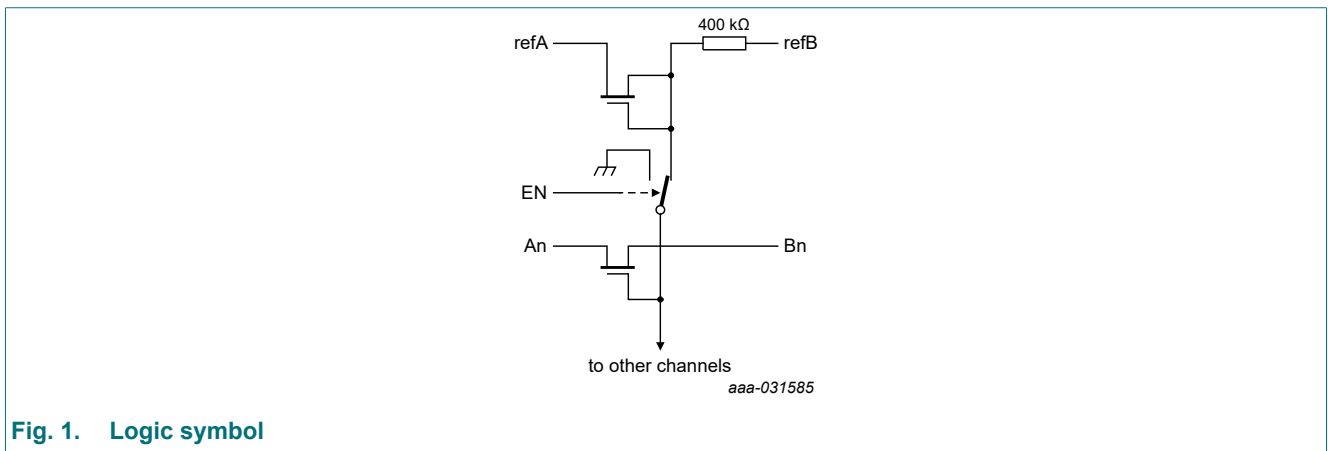 400 kΩ
refA
refB
EN
An
Bn
to other channels
aaa-031585
Fig. 1. Logic symbol